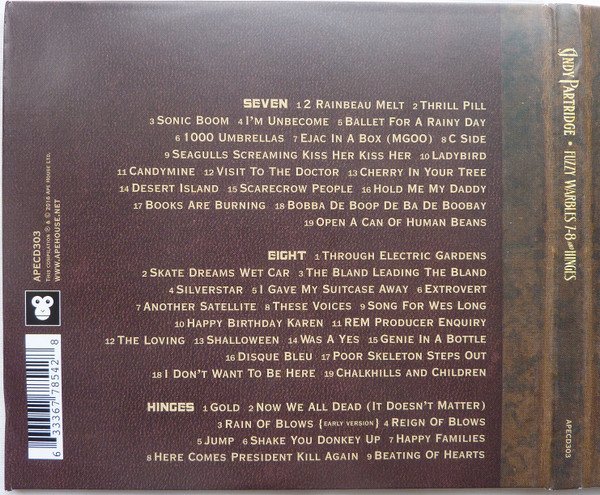 SEVEN 1 2 RAINBEAU MELT 2 THRILL PILL
3 SONIC BOOM 4 I'M UNBECOME 5 BALLET FOR A RAINY DAY
6 1000 UMBRELLAS 7 EJAC IN A BOX (MGOO) 8 C SIDE
9 SEAGULLS SCREAMING KISS HER KISS HER 10 LADYBIRD
11 CANDYMINE 12 VISIT TO THE DOCTOR 13 CHERRY IN YOUR TREE
14 DESERT ISLAND 15 SCARECROW PEOPLE 16 HOLD ME MY DADDY
17 BOOKS ARE BURNING 18 BOBBA DE BOOP DE BA DE BOOBAY
19 OPEN A CAN OF HUMAN BEANS
EIGHT 1 THROUGH ELECTRIC GARDENS
2 SKATE DREAMS WET CAR 3 THE BLAND LEADING THE BLAND
4 SILVERSTAR 5 I GAVE MY SUITCASE AWAY 6 EXTROVERT
7 ANOTHER SATELLITE 8 THESE VOICES 9 SONG FOR WES LONG
10 HAPPY BIRTHDAY KAREN 11 REM PRODUCER ENQUIRY
12 THE LOVING 13 SHALLOWEEN 14 WAS A YES 15 GENIE IN A BOTTLE
16 DISQUE BLEU 17 POOR SKELETON STEPS OUT
18 I DON'T WANT TO BE HERE 19 CHALKHILLS AND CHILDREN
HINGES 1 GOLD 2 NOW WE ALL DEAD (IT DOESN'T MATTER)
3 RAIN OF BLOWS {EARLY VERSION} 4 REIGN OF BLOWS
5 JUMP 6 SHAKE YOU DONKEY UP 7 HAPPY FAMILIES
8 HERE COMES PRESIDENT KILL AGAIN 9 BEATING OF HEARTS
APECD303
THIS COMPILATION ℗ & © 2016 APE HOUSE LTD.
WWW.APEHOUSE.NET
6 33367 78542 8
ANDY PARTRIDGE • FUZZY WARBLES 7-8 AND HINGES
APECD303